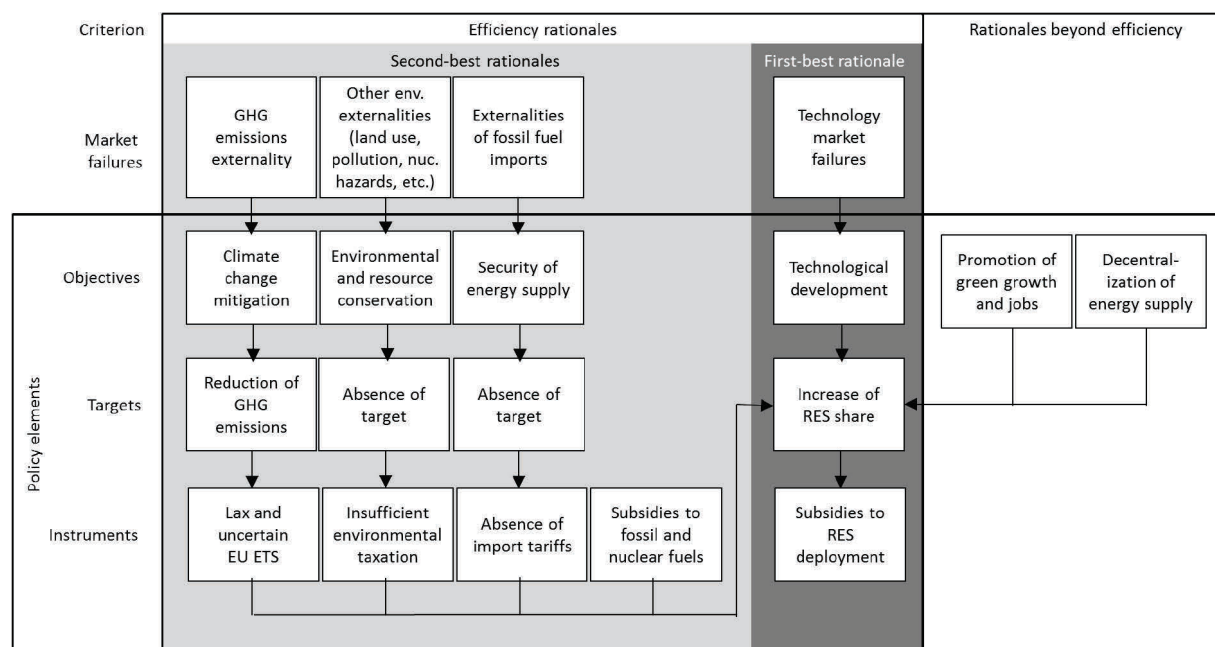 Criterion
Efficiency rationales
Rationales beyond efficiency
Second-best rationales
First-best rationale
Market
failures
GHG
emissions
externality
Other env.
externalities
(land use,
pollution, nuc.
hazards, etc.)
Externalities
of fossil fuel
imports
Technology
market
failures
Policy elements
Objectives
Climate
change
mitigation
Environmental
and resource
conservation
Security of
energy supply
Technological
development
Promotion of
green growth
and jobs
Decentral-
ization of
energy supply
Targets
Reduction of
GHG
emissions
Absence of
target
Absence of
target
Increase of
RES share
Instruments
Lax and
uncertain
EU ETS
Insufficient
environmental
taxation
Absence of
import tariffs
Subsidies to
fossil and
nuclear fuels
Subsidies to
RES
deployment